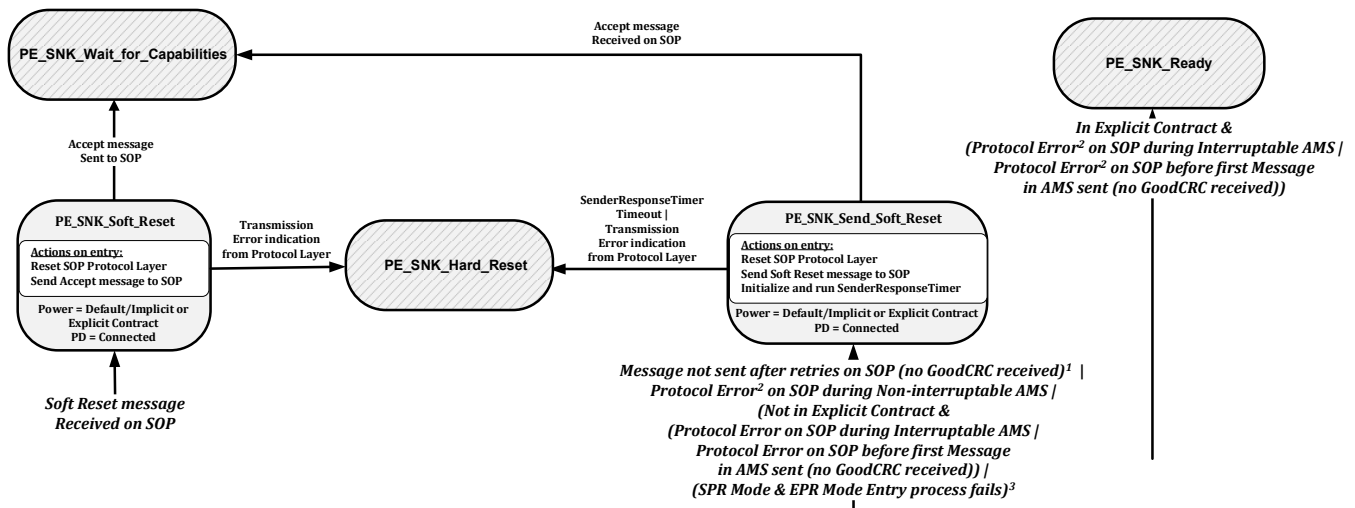 Accept message
Received on SOP
PE_SNK_Wait_for_Capabilities
PE_SNK_Ready
Accept message
Sent to SOP
In Explicit Contract &
(Protocol Error² on SOP during Interruptable AMS |
Protocol Error² on SOP before first Message
in AMS sent (no GoodCRC received))
PE_SNK_Soft_Reset
Actions on entry:
Reset SOP Protocol Layer
Send Accept message to SOP
Power = Default/Implicit or
Explicit Contract
PD = Connected
Transmission
Error indication
from Protocol Layer
PE_SNK_Hard_Reset
SenderResponseTimer
Timeout |
Transmission
Error indication
from Protocol Layer
PE_SNK_Send_Soft_Reset
Actions on entry:
Reset SOP Protocol Layer
Send Soft Reset message to SOP
Initialize and run SenderResponseTimer
Power = Default/Implicit or Explicit Contract
PD = Connected
Soft Reset message
Received on SOP
Message not sent after retries on SOP (no GoodCRC received)¹ |
Protocol Error² on SOP during Non-interruptable AMS |
(Not in Explicit Contract &
(Protocol Error on SOP during Interruptable AMS |
Protocol Error on SOP before first Message
in AMS sent (no GoodCRC received)) |
(SPR Mode & EPR Mode Entry process fails)³